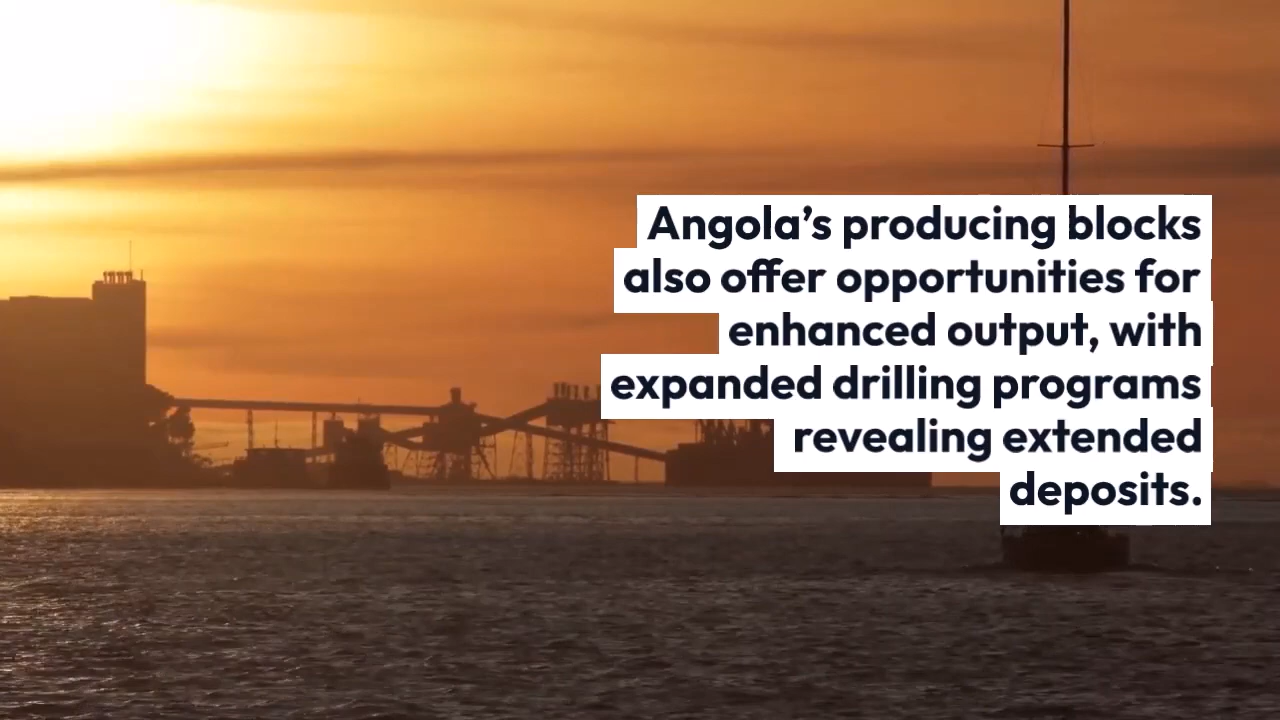 Angola’s producing blocks
also offer opportunities for
enhanced output, with
expanded drilling programs
revealing extended
deposits.